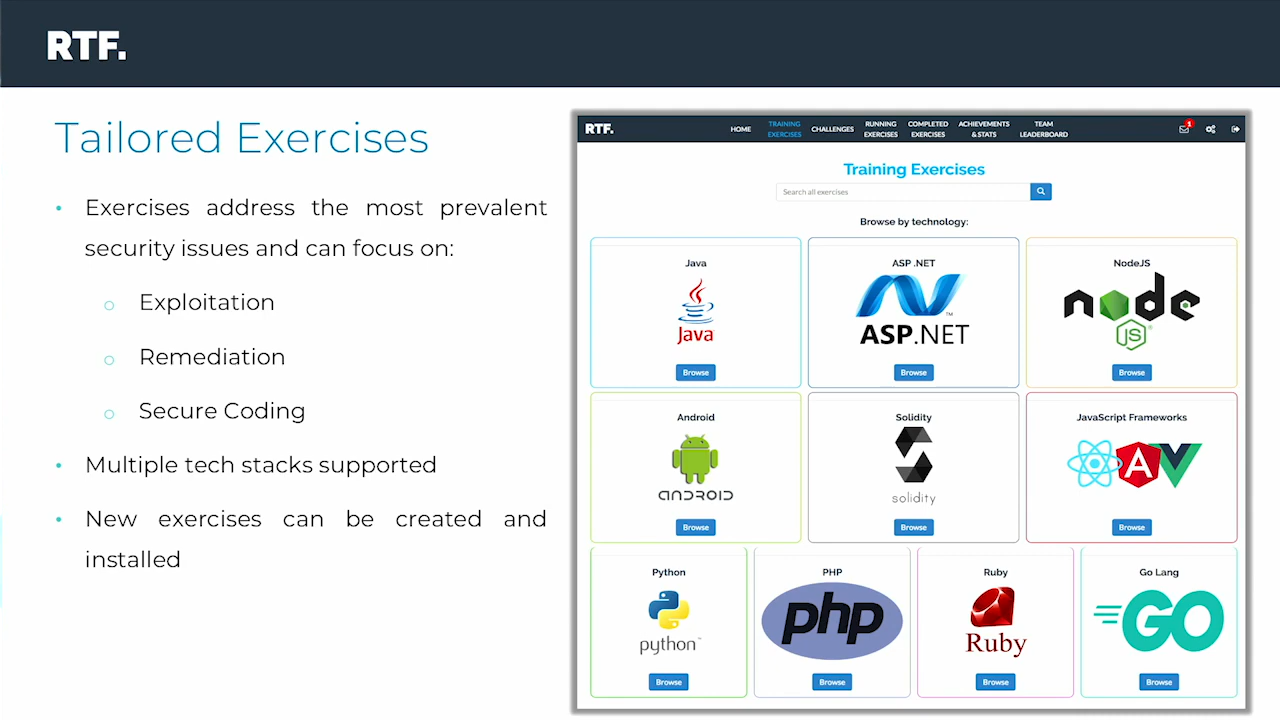 RTF.
Tailored Exercises
• Exercises address the most prevalent
security issues and can focus on:
o Exploitation
o Remediation
o Secure Coding
• Multiple tech stacks supported
• New exercises can be created and
installed
RTF.
HOME
TRAINING
EXERCISES
CHALLENGES
RUNNING
EXERCISES
COMPLETED
EXERCISES
ACHIEVEMENTS
& STATS
TEAM
LEADERBOARD
1
Training Exercises
Search all exercises
Browse by technology:
Java
Java
Browse
ASP .NET
ASP.NET
TM
Browse
NodeJS
node
JS
®
Browse
Android
ANDROID
Browse
Solidity
solidity
Browse
JavaScript Frameworks
A
Browse
Python
python™
Browse
PHP
php
Browse
Ruby
Ruby
Browse
Go Lang
GO
Browse